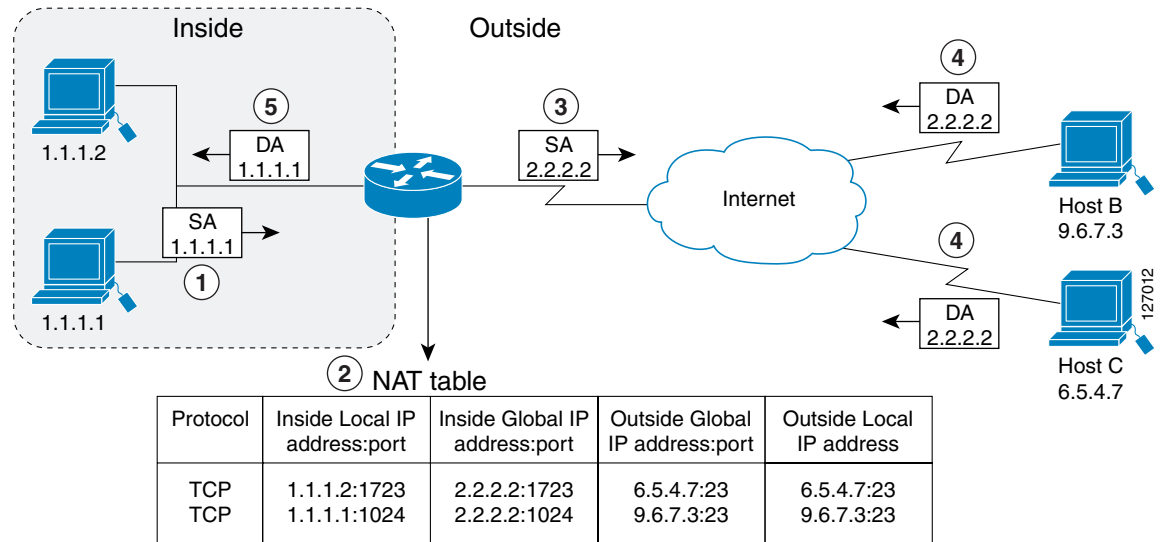 Inside
Outside
4
DA
2.2.2.2
5
DA
1.1.1.1
3
SA
2.2.2.2
1.1.1.2
Internet
Host B
9.6.7.3
SA
1.1.1.1
1
4
DA
2.2.2.2
127012
1.1.1.1
Host C
6.5.4.7
2 NAT table
Protocol
Inside Local IP
address:port
Inside Global IP
address:port
Outside Global
IP address:port
Outside Local
IP address
TCP 1.1.1.2:1723 2.2.2.2:1723 6.5.4.7:23 6.5.4.7:23
TCP 1.1.1.1:1024 2.2.2.2:1024 9.6.7.3:23 9.6.7.3:23